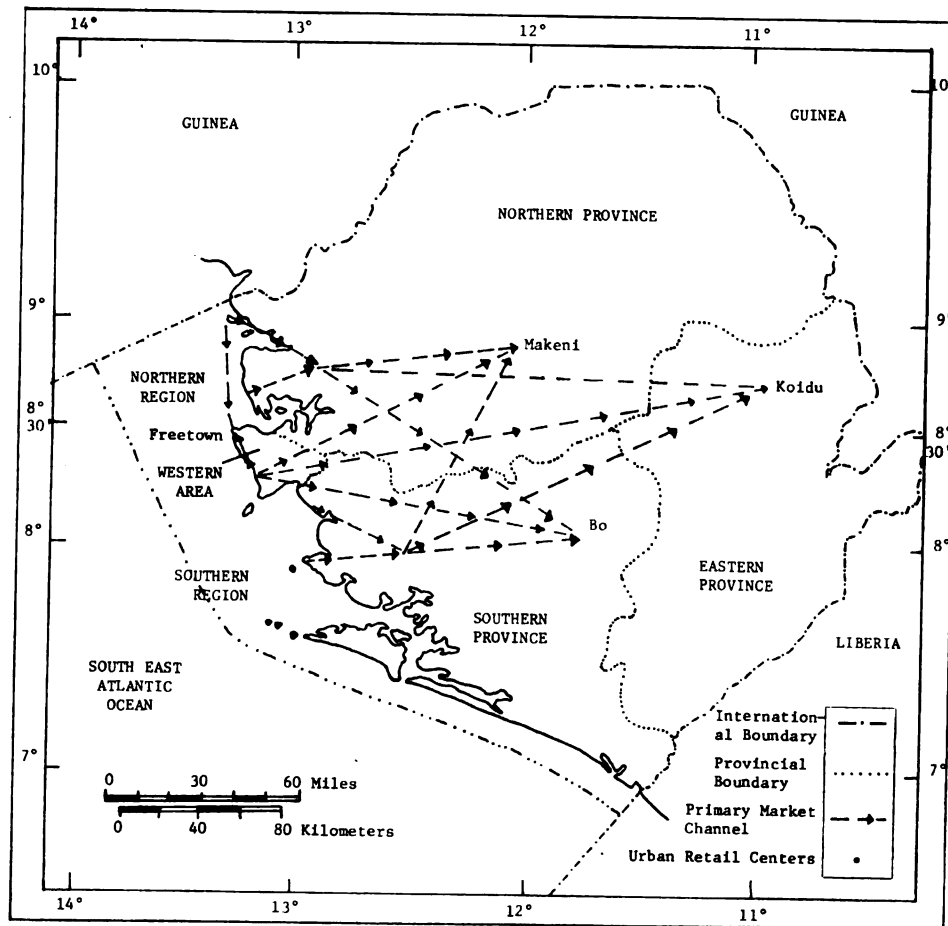 14° 13° 12° 11°
10° 10
GUINEA GUINEA
NORTHERN PROVINCE
9° 9°
Makeni
NORTHERN
REGION
Koidu
8°
30
Freetown
8°
30'
WESTERN
AREA
Bo
8° 8°
SOUTHERN
REGION
EASTERN
PROVINCE
SOUTHERN
PROVINCE
LIBERIA
SOUTH EAST
ATLANTIC
OCEAN
Internation-
al Boundary
Provincial
Boundary
Primary Market
Channel
Urban Retail Centers
7° 7°
0 30 60 Miles
0 40 80 Kilometers
14° 13° 12° 11°